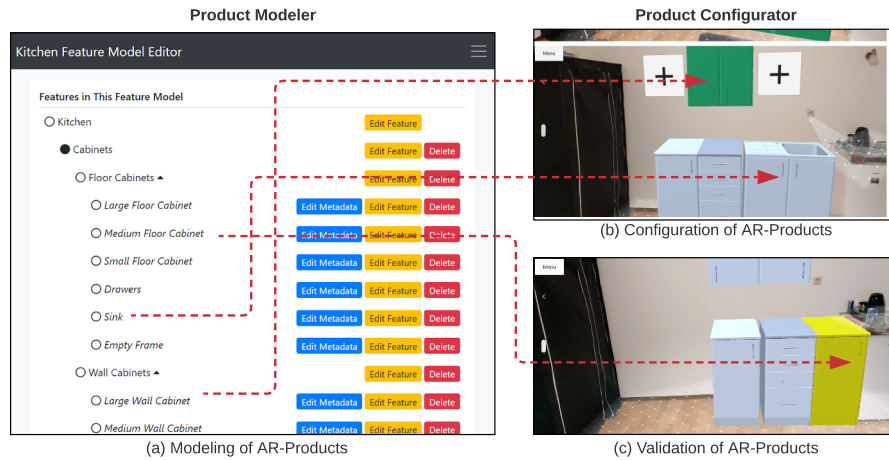 Product Modeler
Product Configurator
Kitchen Feature Model Editor
Features in This Feature Model
Kitchen Edit Feature
Cabinets Edit Feature Delete
Floor Cabinets Edit Feature Delete
Large Floor Cabinet Edit Metadata Edit Feature Delete
Medium Floor Cabinet Edit Metadata Edit Feature Delete
Small Floor Cabinet Edit Metadata Edit Feature Delete
Drawers Edit Metadata Edit Feature Delete
Sink Edit Metadata Edit Feature Delete
Empty Frame Edit Metadata Edit Feature Delete
Wall Cabinets Edit Feature Delete
Large Wall Cabinet Edit Metadata Edit Feature Delete
Medium Wall Cabinet Edit Metadata Edit Feature Delete
(a) Modeling of AR-Products
Menu
(b) Configuration of AR-Products
Menu
(c) Validation of AR-Products